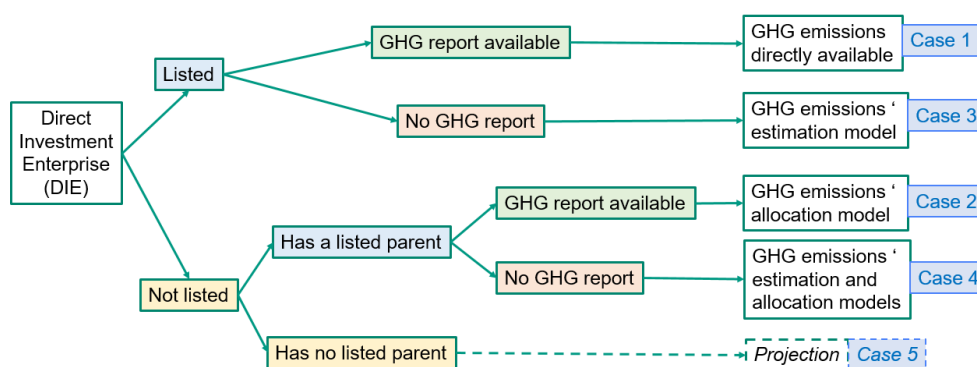 GHG report available
GHG emissions
directly available
Case 1
Listed
No GHG report
GHG emissions ‘
estimation model
Case 3
Direct
Investment
Enterprise
(DIE)
GHG report available
GHG emissions ‘
allocation model
Case 2
Has a listed parent
No GHG report
GHG emissions ‘
estimation and
allocation models
Case 4
Not listed
Has no listed parent
Projection
Case 5